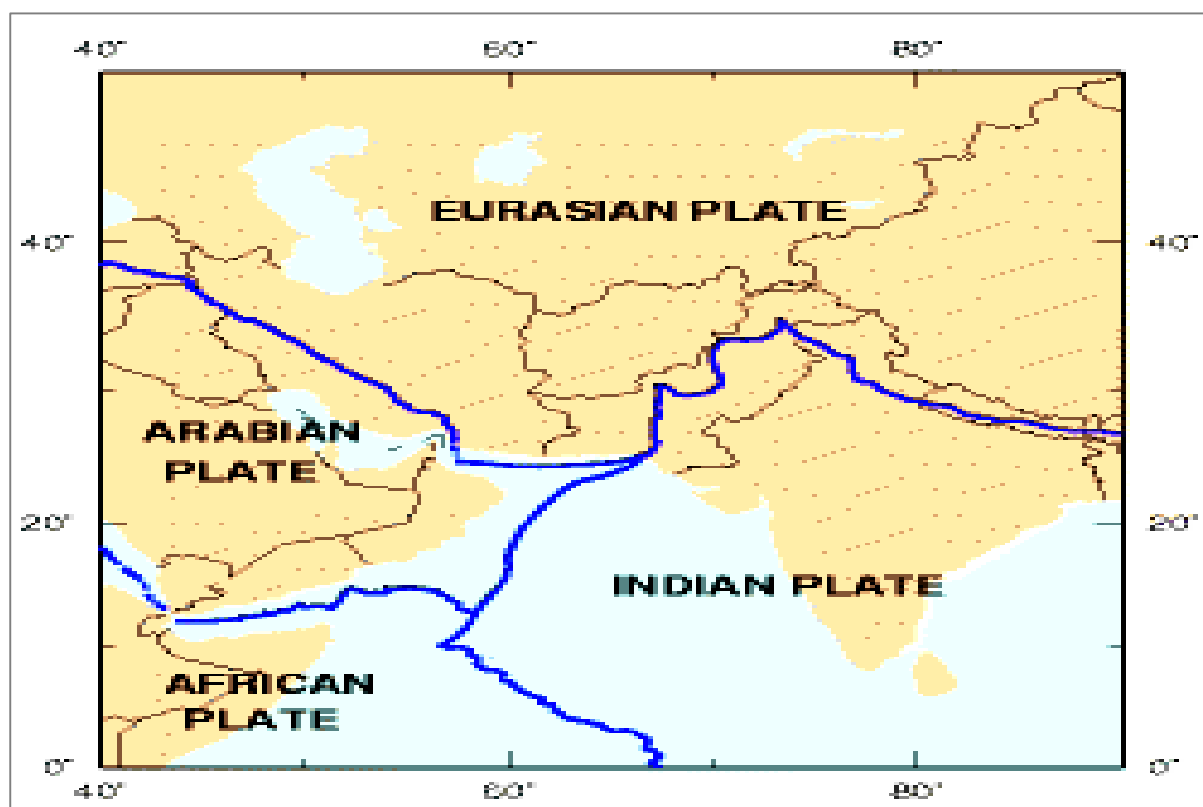 40° 60° 80°
EURASIAN PLATE
40° 40°
ARABIAN
PLATE
20° 20°
INDIAN PLATE
AFRICAN
PLATE
0° 0°
40° 60° 80°